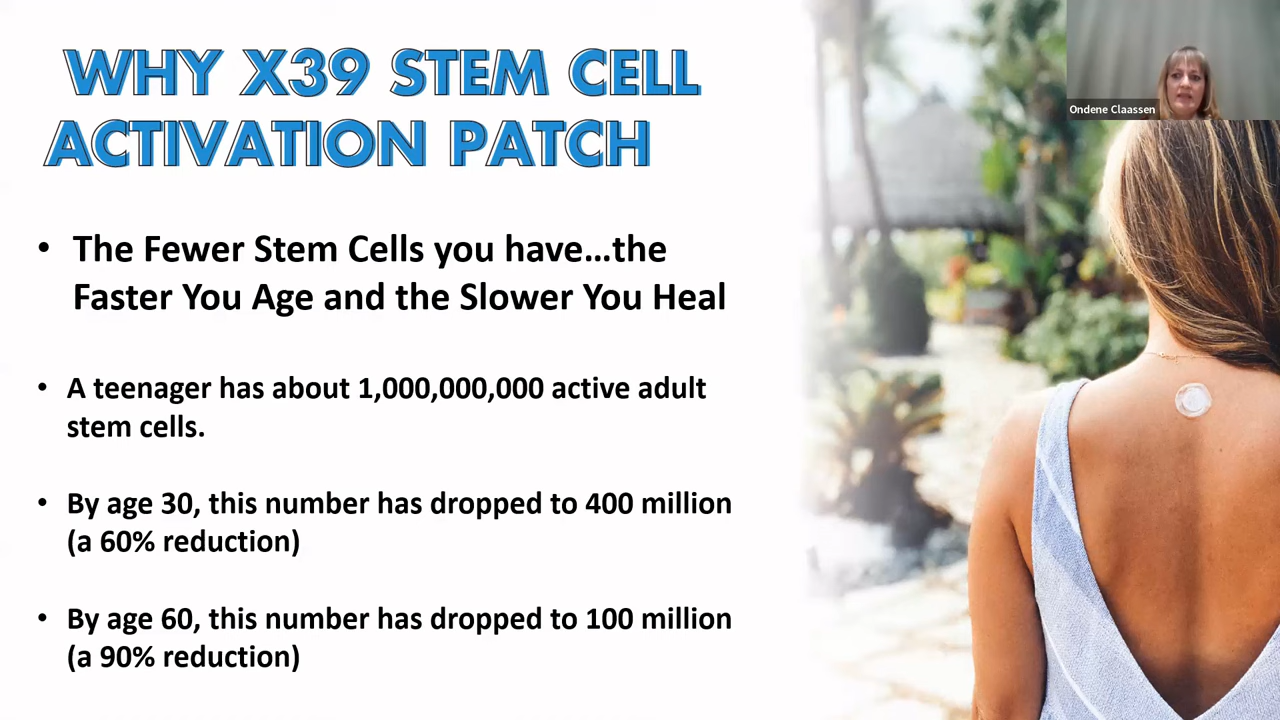 WHY X39 STEM CELL
ACTIVATION PATCH
Ondene Claassen
• The Fewer Stem Cells you have...the
Faster You Age and the Slower You Heal
• A teenager has about 1,000,000,000 active adult
stem cells.
• By age 30, this number has dropped to 400 million
(a 60% reduction)
• By age 60, this number has dropped to 100 million
(a 90% reduction)